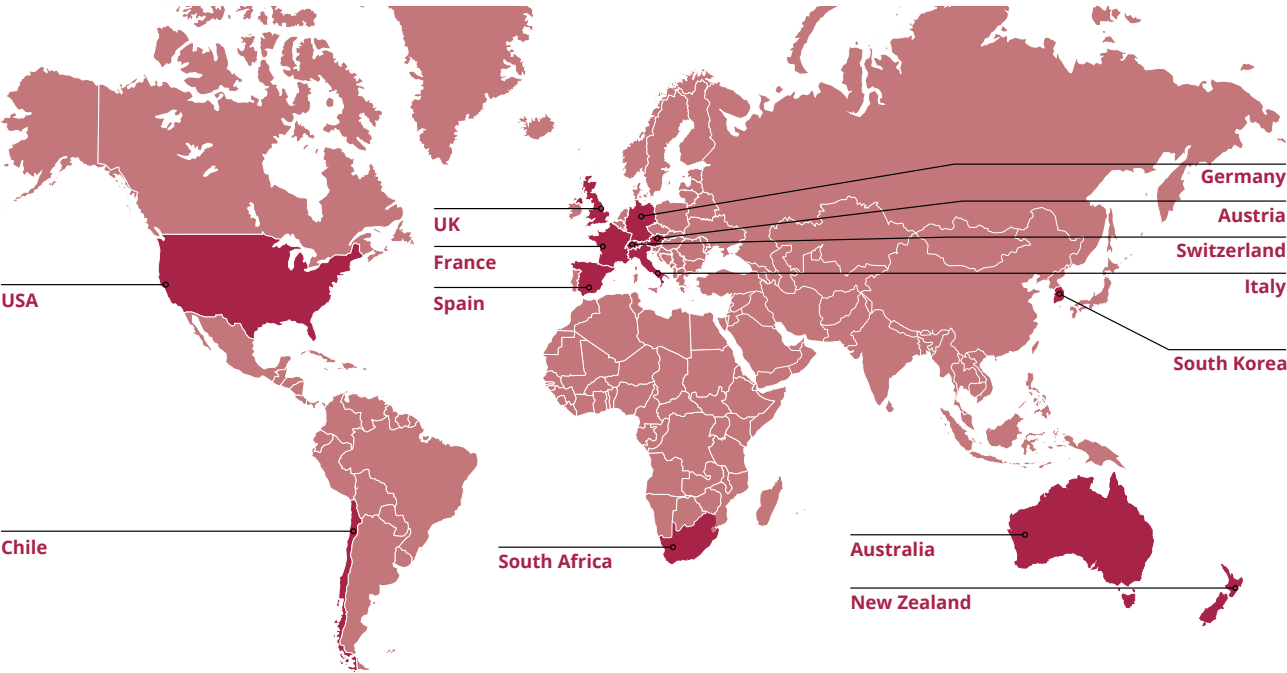 Germany
Austria
UK
Switzerland
France
Italy
USA
Spain
South Korea
Chile
South Africa
Australia
New Zealand